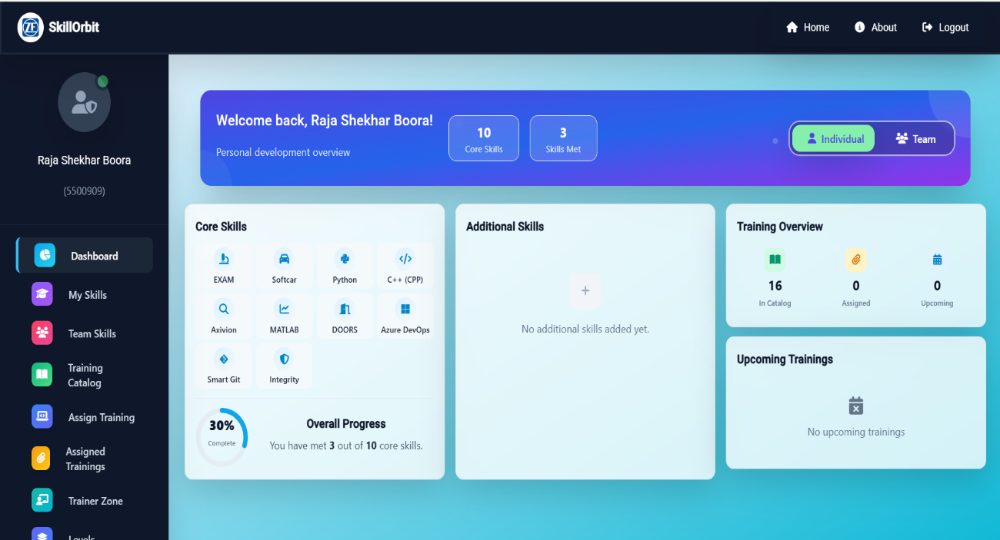 ZF SkillOrbit
Home
About
Logout
Raja Shekhar Boora
(5500909)
Dashboard
My Skills
Team Skills
Training
Catalog
Assign Training
Assigned
Trainings
Trainer Zone
Levels
Welcome back, Raja Shekhar Boora!
Personal development overview
10
Core Skills
3
Skills Met
Individual
Team
Core Skills
EXAM
Softcar
Python
C++ (CPP)
Axivion
MATLAB
DOORS
Azure DevOps
Smart Git
Integrity
30%
Complete
Overall Progress
You have met 3 out of 10 core skills.
Additional Skills
+
No additional skills added yet.
Training Overview
16
In Catalog
0
Assigned
0
Upcoming
Upcoming Trainings
No upcoming trainings